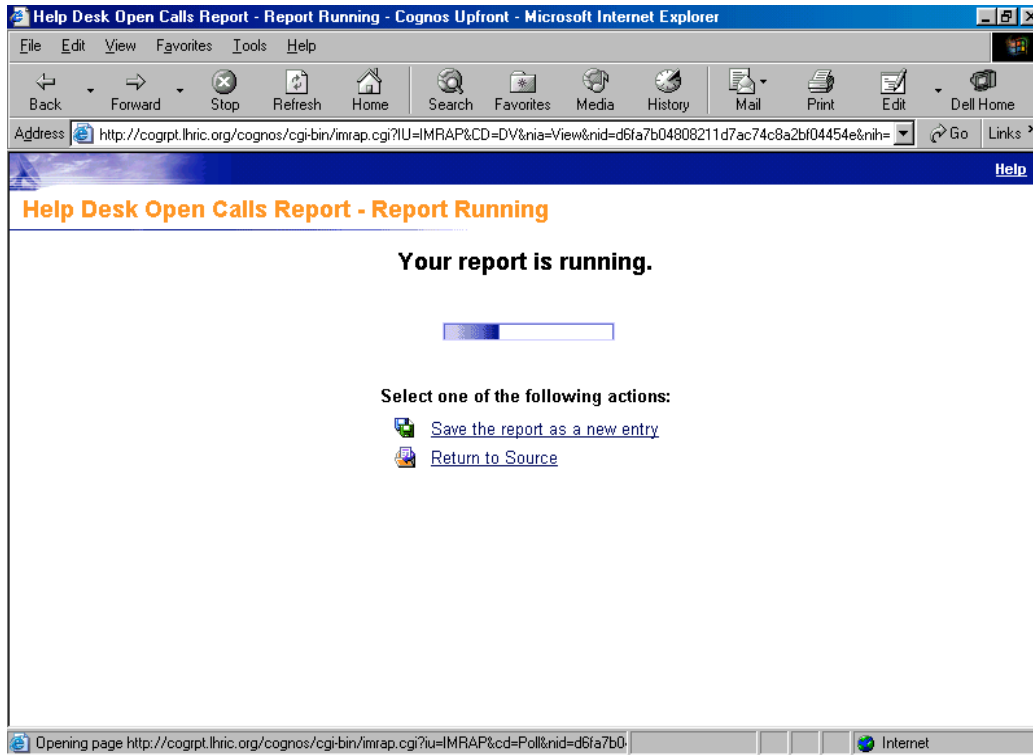 Help Desk Open Calls Report - Report Running - Cognos Upfront - Microsoft Internet Explorer
File Edit View Favorites Tools Help
Back Forward Stop Refresh Home Search Favorites Media History Mail Print Edit Dell Home
Address http://cogrpt.lhric.org/cognos/cgi-bin/imrap.cgi?IU=IMRAP&CD=DV&nia=View&nid=d6fa7b04808211d7ac74c8a2bf04454e&nih= Go Links »
Help
Help Desk Open Calls Report - Report Running
Your report is running.
Select one of the following actions:
Save the report as a new entry
Return to Source
Opening page http://cogrpt.lhric.org/cognos/cgi-bin/imrap.cgi?iu=IMRAP&cd=Poll&nid=d6fa7b0 Internet